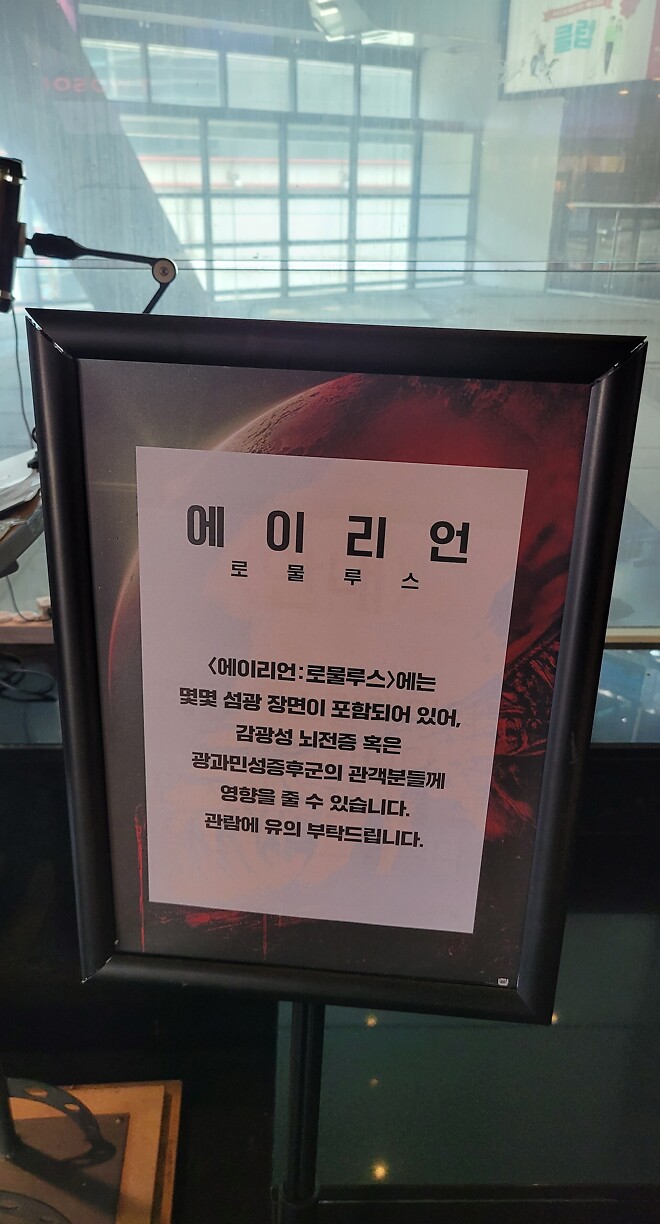 클럽
에이리언
로물루스
<에이리언:로물루스>에는
몇몇 섬광 장면이 포함되어 있어,
감광성 뇌전증 혹은
광과민성증후군의 관객분들께
영향을 줄 수 있습니다.
관람에 유의 부탁드립니다.